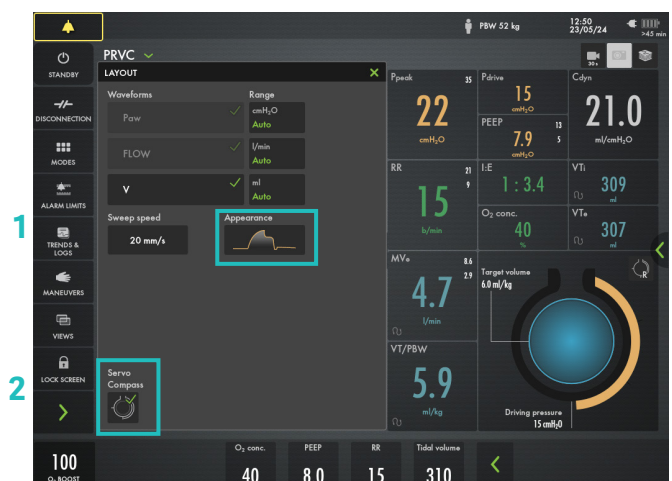 PBW 52 kg
12:50
23/05/24
>45 min
STANDBY
PRVC
30 s
LAYOUT
Waveforms
Range
Paw
cmH₂O
Auto
FLOW
l/min
Auto
V
ml
Auto
Sweep speed
20 mm/s
Appearance
Servo
Compass
DISCONNECTION
MODES
ALARM LIMITS
1
TRENDS &
LOGS
MANEUVERS
VIEWS
2
LOCK SCREEN
Ppeak
35
22
cmH₂O
Pdrive
15
cmH₂O
PEEP
13
5
7.9
cmH₂O
Cdyn
21.0
ml/cmH₂O
RR
21
9
15
b/min
I:E
1 : 3.4
O₂ conc.
40
%
VTi
309
ml
VTe
307
ml
MVe
8.6
2.9
4.7
l/min
VT/PBW
5.9
ml/kg
Target volume
6.0 ml/kg
R
Driving pressure
15 cmH₂O
100
O₂ BOOST
O₂ conc.
40
PEEP
8.0
RR
15
Tidal volume
310